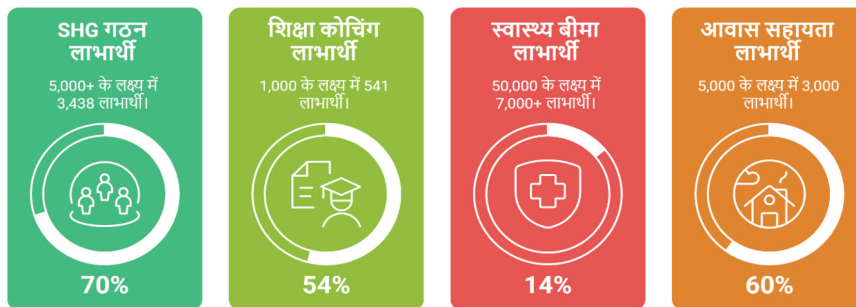 SHG गठन
लाभार्थी
5,000+ के लक्ष्य में
3,438 लाभार्थी।
70%
शिक्षा कोचिंग
लाभार्थी
1,000 के लक्ष्य में 541
लाभार्थी।
54%
स्वास्थ्य बीमा
लाभार्थी
50,000 के लक्ष्य में
7,000+ लाभार्थी।
14%
आवास सहायता
लाभार्थी
5,000 के लक्ष्य में 3,000
लाभार्थी।
60%